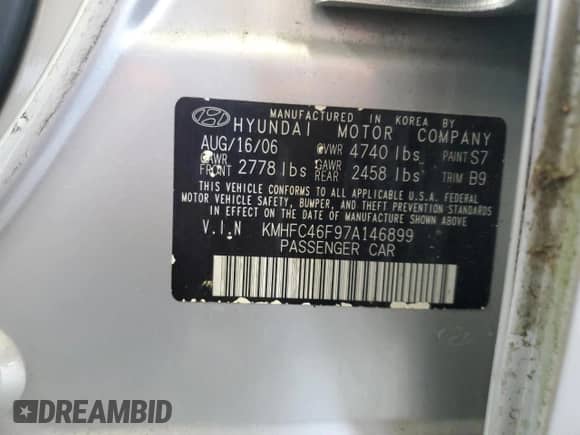 MANUFACTURED IN KOREA BY
HYUNDAI MOTOR COMPANY
AUG/16/06 GVWR 4740 lbs PAINT S7
GAWR FRONT 2778 lbs GAWR REAR 2458 lbs TRIM B9
THIS VEHICLE CONFORMS TO ALL APPLICABLE U.S.A. FEDERAL
MOTOR VEHICLE SAFETY, BUMPER, AND THEFT PREVENTION STANDARDS
IN EFFECT ON THE DATE OF MANUFACTURE SHOWN ABOVE.
V.I.N KMHFC46F97A146899
PASSENGER CAR
DREAMBID